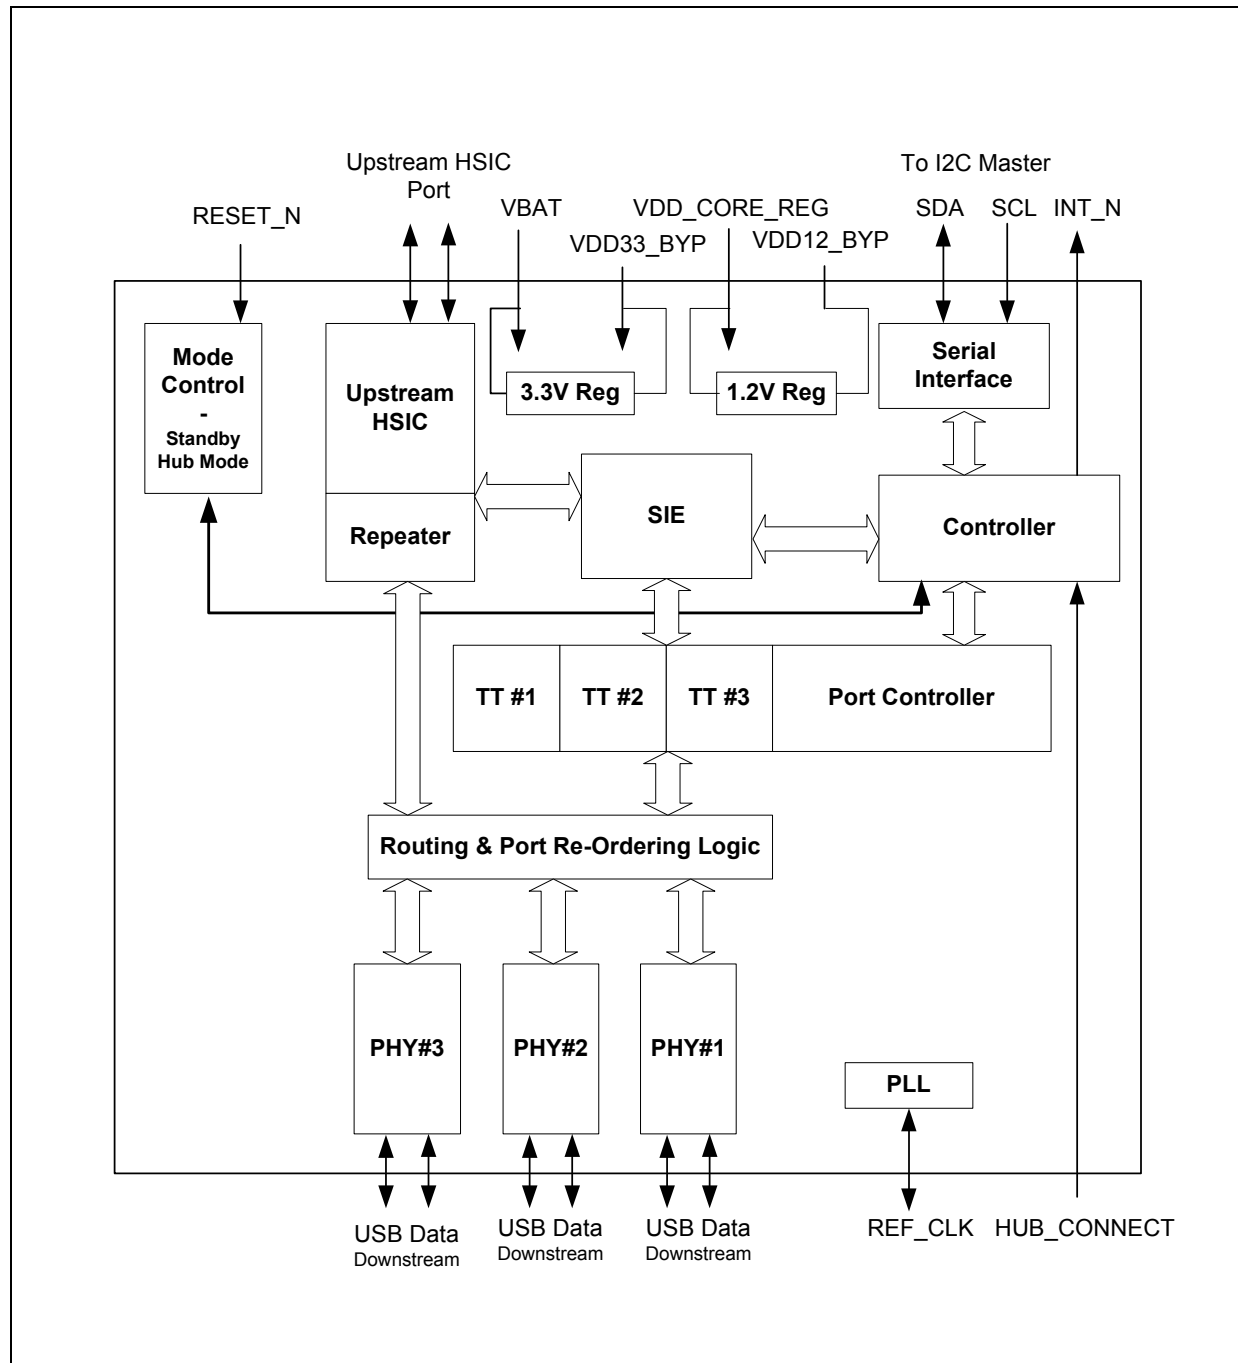 Upstream HSIC
Port
To I2C Master
RESET_N
VBAT
VDD_CORE_REG
SDA
SCL
INT_N
VDD33_BYP
VDD12_BYP
Mode
Control
-
Standby
Hub Mode
Upstream
HSIC
3.3V Reg
1.2V Reg
Serial
Interface
Repeater
SIE
Controller
TT #1
TT #2
TT #3
Port Controller
Routing & Port Re-Ordering Logic
PHY#3
PHY#2
PHY#1
PLL
USB Data
Downstream
USB Data
Downstream
USB Data
Downstream
REF_CLK
HUB_CONNECT